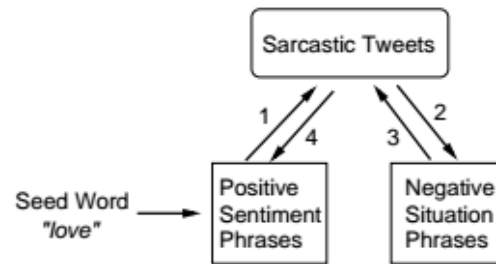 Sarcastic Tweets
1
4
3
2
Seed Word
"love"
Positive
Sentiment
Phrases
Negative
Situation
Phrases